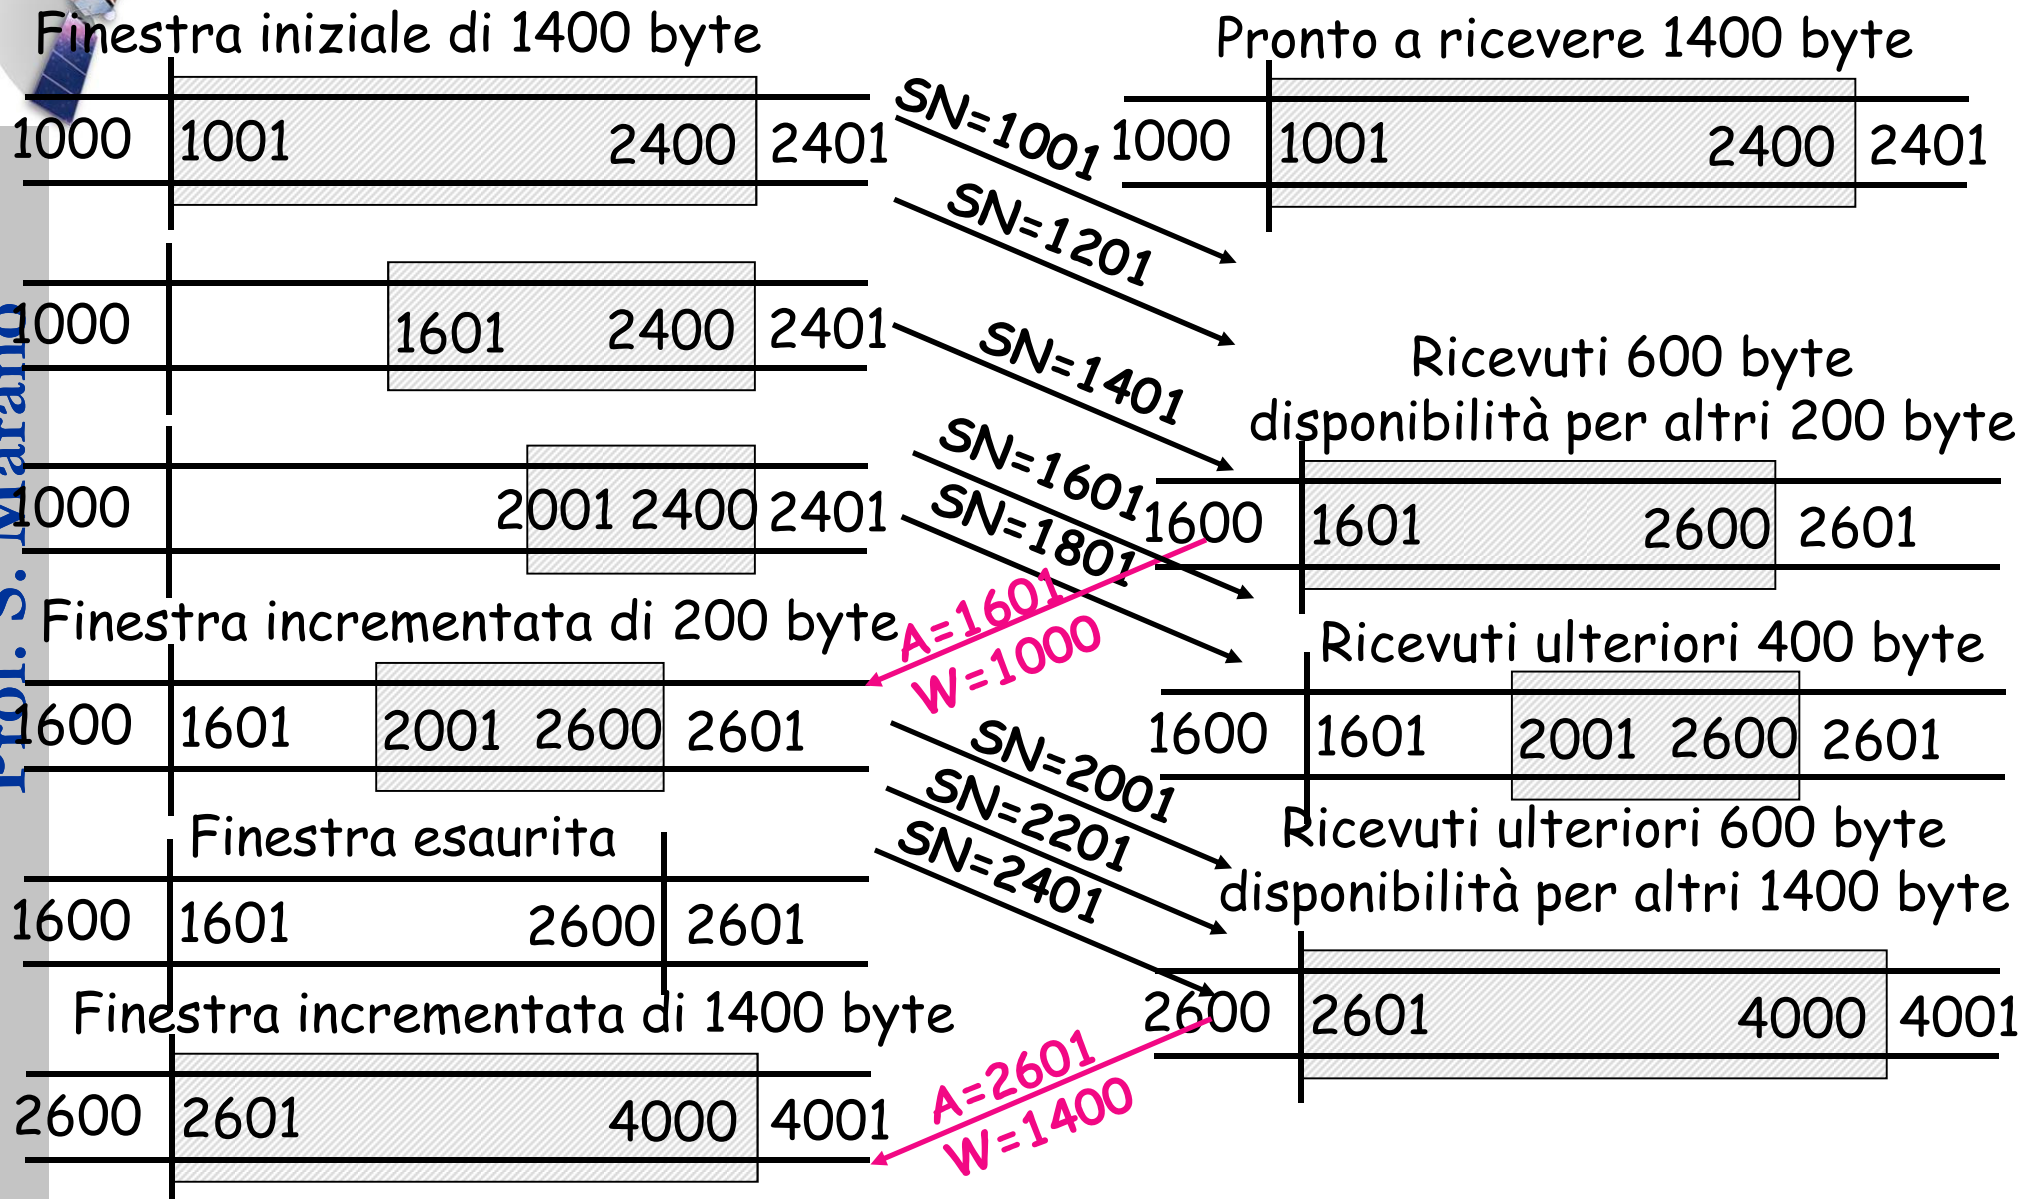 Finestra iniziale di 1400 byte
1000 1001 2400 2401
1000 1601 2400 2401
1000 2001 2400 2401
Finestra incrementata di 200 byte
1600 1601 2001 2600 2601
Finestra esaurita
1600 1601 2600 2601
Finestra incrementata di 1400 byte
2600 2601 4000 4001
SN=1001
SN=1201
SN=1401
SN=1601
SN=1801
A=1601
W=1000
SN=2001
SN=2201
SN=2401
A=2601
W=1400
Pronto a ricevere 1400 byte
1000 1001 2400 2401
Ricevuti 600 byte
disponibilità per altri 200 byte
1600 1601 2600 2601
Ricevuti ulteriori 400 byte
1600 1601 2001 2600 2601
Ricevuti ulteriori 600 byte
disponibilità per altri 1400 byte
2600 2601 4000 4001
Prof. S. Marano